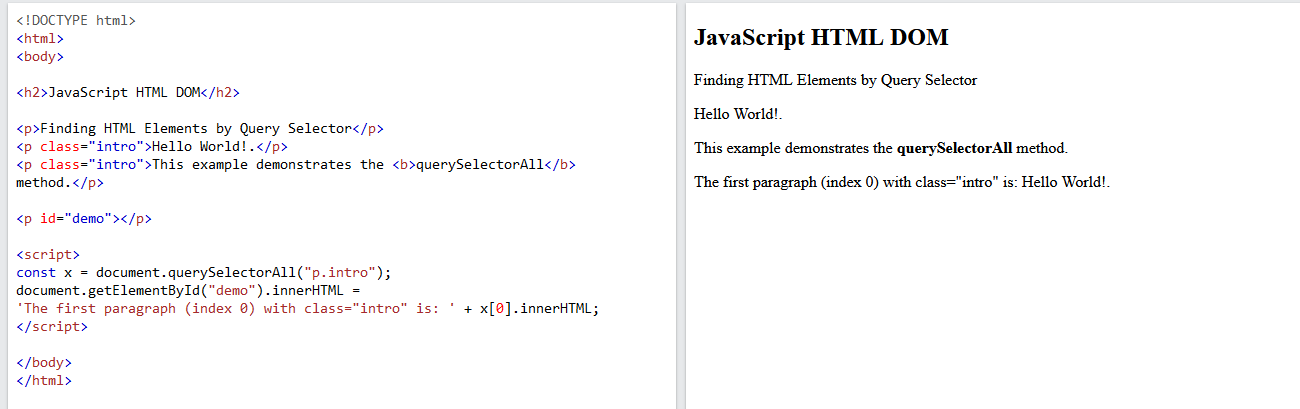 <!DOCTYPE html>
<html>
<body>
<h2>JavaScript HTML DOM</h2>
<p>Finding HTML Elements by Query Selector</p>
<p class="intro">Hello World!.</p>
<p class="intro">This example demonstrates the <b>querySelectorAll</b>
method.</p>
<p id="demo"></p>
<script>
const x = document.querySelectorAll("p.intro");
document.getElementById("demo").innerHTML =
'The first paragraph (index 0) with class="intro" is: ' + x[0].innerHTML;
</script>
</body>
</html>
JavaScript HTML DOM
Finding HTML Elements by Query Selector
Hello World!.
This example demonstrates the querySelectorAll method.
The first paragraph (index 0) with class="intro" is: Hello World!.